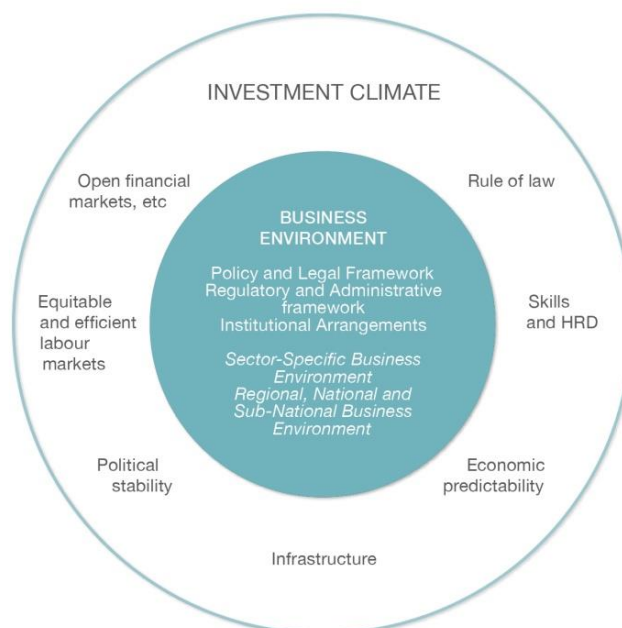 INVESTMENT CLIMATE
Open financial
markets, etc
Rule of law
BUSINESS
ENVIRONMENT
Policy and Legal Framework
Regulatory and Administrative
framework
Institutional Arrangements
Sector-Specific Business
Environment
Regional, National and
Sub-National Business
Environment
Equitable
and efficient
labour
markets
Skills
and HRD
Political
stability
Economic
predictability
Infrastructure